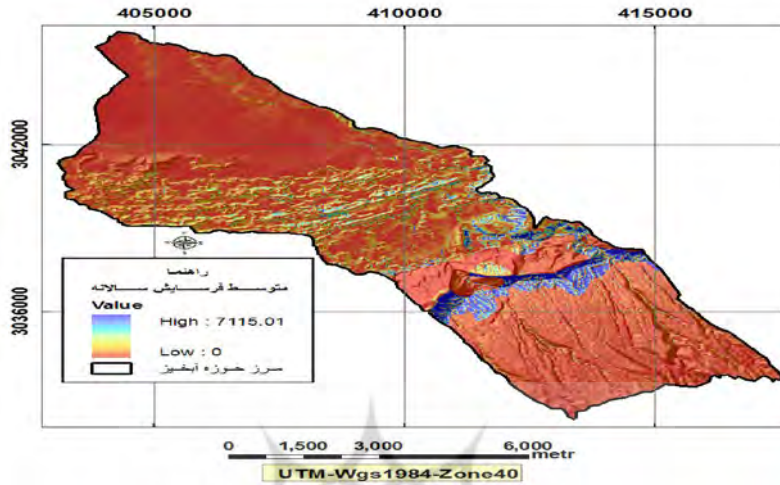 405000 410000 415000
3042000
3036000
راهنما
متوسط فرسایش سالانه
Value
High : 7115.01
Low : 0
مرز حوزه آبخیز
0 1,500 3,000 6,000
metr
UTM-Wgs1984-Zone40